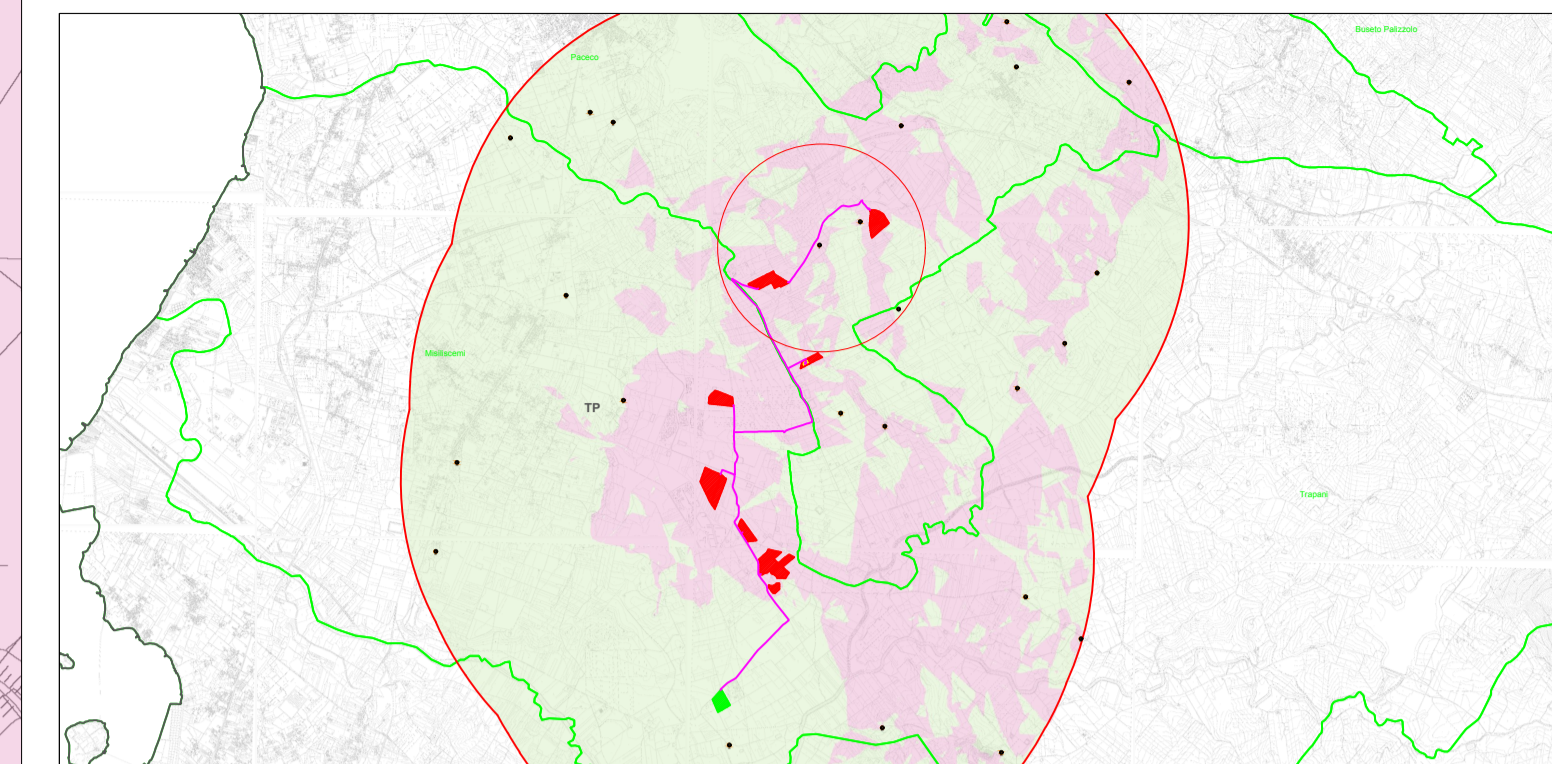 Buseto Palizzolo
Paceco
Misiliscemi
TP
Trapani